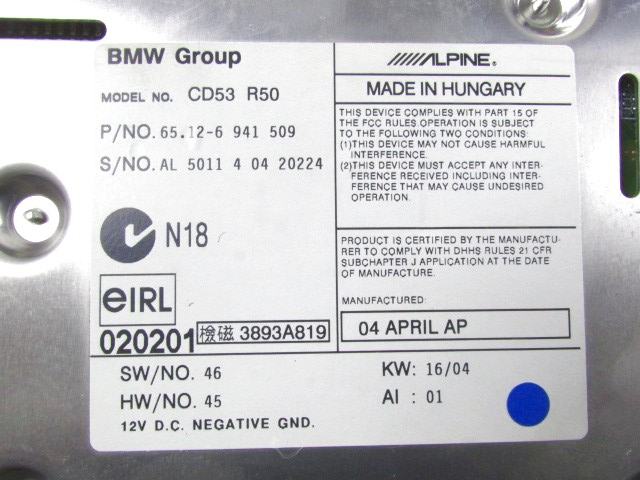 BMW Group
MODEL NO. CD53 R50
P/NO. 65.12-6 941 509
S/NO. AL 5011 4 04 20224
N18
eIRL
020201
檢磁 3893A819
ALPINE®
MADE IN HUNGARY
THIS DEVICE COMPLIES WITH PART 15 OF
THE FCC RULES OPERATION IS SUBJECT
TO THE FOLLOWING TWO CONDITIONS:
(1)THIS DEVICE MAY NOT CAUSE HARMFUL
INTERFERENCE.
(2)THIS DEVICE MUST ACCEPT ANY INTER-
FERENCE RECEIVED INCLUDING INTER-
FERENCE THAT MAY CAUSE UNDESIRED
OPERATION.
PRODUCT IS CERTIFIED BY THE MANUFACTU-
RER TO COMPLY WITH DHHS RULES 21 CFR
SUBCHAPTER J APPLICATION AT THE DATE
OF MANUFACTURE.
MANUFACTURED:
04 APRIL AP
SW/NO. 46
HW/NO. 45
12V D.C. NEGATIVE GND.
KW: 16/04
AI : 01